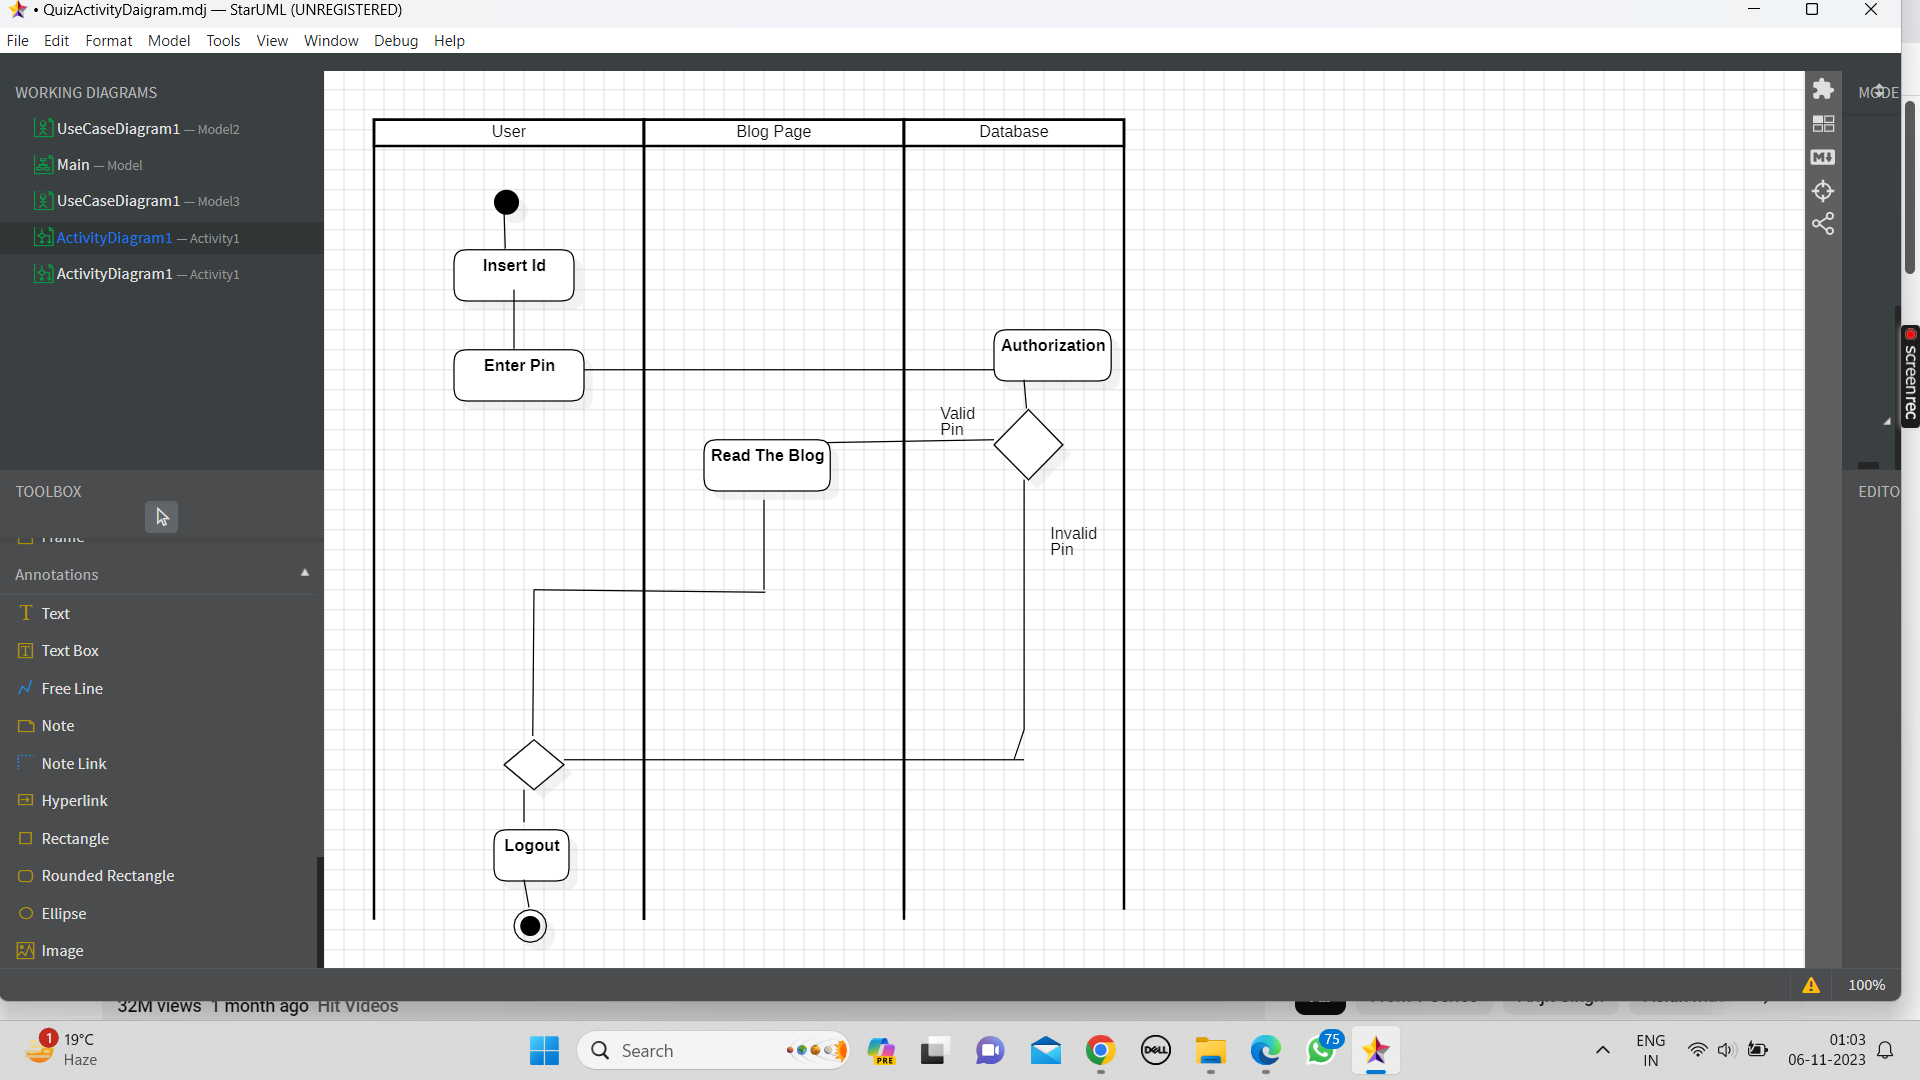 • QuizActivityDaigram.mdj — StarUML (UNREGISTERED)
File Edit Format Model Tools View Window Debug Help
WORKING DIAGRAMS
UseCaseDiagram1 — Model2
Main — Model
UseCaseDiagram1 — Model3
ActivityDiagram1 — Activity1
ActivityDiagram1 — Activity1
TOOLBOX
Frame
Annotations
Text
Text Box
Free Line
Note
Note Link
Hyperlink
Rectangle
Rounded Rectangle
Ellipse
Image
User Blog Page Database
Insert Id
Enter Pin
Authorization
Valid
Pin
Read The Blog
Invalid
Pin
Logout
MODE
EDITO
screenrec
100%
32M views 1 month ago Hit Videos
1
19°C
Haze
Search
PRE
DELL
75
ENG
IN
01:03
06-11-2023